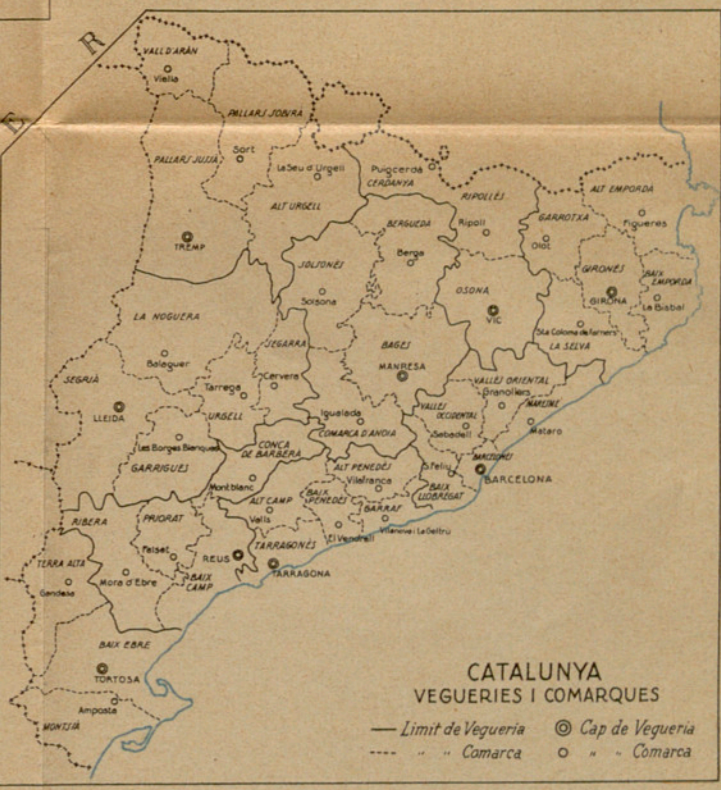 R
E
VALL D'ARÀN
Viella
PALLARS SOBIRÀ
PALLARS JUSSÀ
Sort
La Seu d'Urgell
Puigcerdà
CERDANYA
ALT URGELL
RIPOLLÈS
Ripoll
GARROTXA
Olot
ALT EMPORDÀ
Figueres
BERGUEDÀ
Berga
TREMP
SOLSONÈS
Solsona
OSONA
VIC
GIRONÈS
GIRONA
BAIX
EMPORDÀ
La Bisbal
Sta Coloma de Farners
LA SELVA
LA NOGUERA
Balaguer
SEGARRA
Cervera
BAGES
MANRESA
SEGRIÀ
LLEIDA
Tarrega
URGELL
Igualada
COMARCA D'ANOIA
VALLÈS ORIENTAL
Granollers
VALLÈS
OCCIDENTAL
Sabadell
MARESME
Mataró
Les Borges Blanques
GARRIGUES
CONCA
DE BARBERÀ
Montblanc
ALT PENEDÈS
Vilafranca
S. Feliu
BAIX
LLOBREGAT
BARCELONÈS
BARCELONA
ALT CAMP
Valls
BAIX
PENEDÈS
El Vendrell
GARRAF
Vilanova i La Geltrú
RIBERA
PRIORAT
Falset
REUS
TARRAGONÈS
TARRAGONA
BAIX
CAMP
TERRA ALTA
Gandesa
Mora d'Ebre
BAIX EBRE
TORTOSA
Amposta
MONTSIÀ
CATALUNYA
VEGUERIES I COMARQUES
Límit de Vegueria
Cap de Vegueria
" " Comarca
" " Comarca